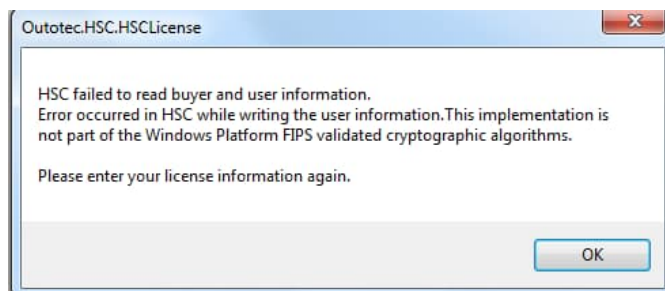 Outotec.HSC.HSCLicense
HSC failed to read buyer and user information.
Error occurred in HSC while writing the user information.This implementation is
not part of the Windows Platform FIPS validated cryptographic algorithms.
Please enter your license information again.
OK